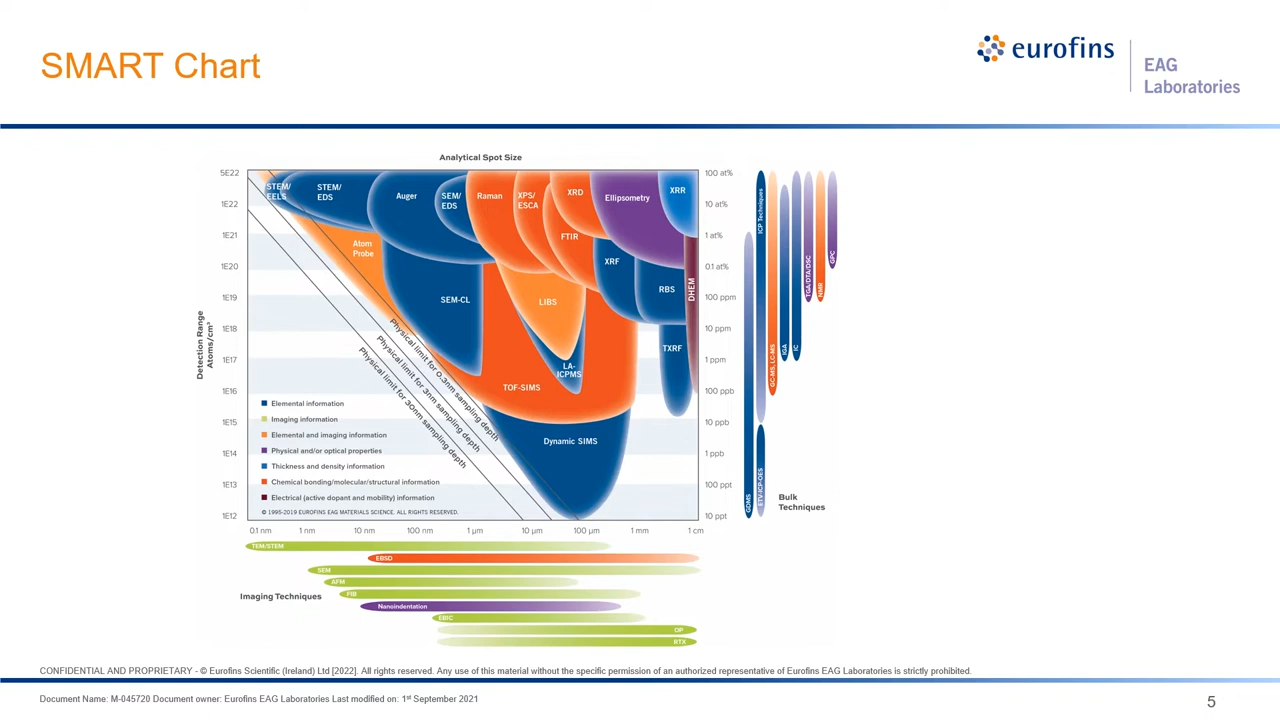 SMART Chart
eurofins
EAG
Laboratories
Analytical Spot Size
Detection Range
Atoms/cm³
5E22
1E22
1E21
1E20
1E19
1E18
1E17
1E16
1E15
1E14
1E13
1E12
STEM/
EELS
STEM/
EDS
Auger
SEM/
EDS
Raman
XPS/
ESCA
XRD
Ellipsometry
XRR
Atom
Probe
FTIR
XRF
SEM-CL
LIBS
RBS
DHEM
TXRF
LA-
ICPMS
TOF-SIMS
Dynamic SIMS
Physical limit for 0.3nm sampling depth
Physical limit for 3nm sampling depth
Physical limit for 30nm sampling depth
Elemental information
Imaging information
Elemental and imaging information
Physical and/or optical properties
Thickness and density information
Chemical bonding/molecular/structural information
Electrical (active dopant and mobility) information
© 1995-2019 EUROFINS EAG MATERIALS SCIENCE. ALL RIGHTS RESERVED.
100 at%
10 at%
1 at%
0.1 at%
100 ppm
10 ppm
1 ppm
100 ppb
10 ppb
1 ppb
100 ppt
10 ppt
0.1 nm
1 nm
10 nm
100 nm
1 µm
10 µm
100 µm
1 mm
1 cm
GDMS
ICP Techniques
ETV-ICP-OES
GC-MS, LC-MS
IGA
IC
TGA/DTA/DSC
NMR
GPC
Bulk
Techniques
Imaging Techniques
TEM/STEM
EBSD
SEM
AFM
FIB
Nanoindentation
EBIC
OP
RTX
CONFIDENTIAL AND PROPRIETARY - © Eurofins Scientific (Ireland) Ltd [2022]. All rights reserved. Any use of this material without the specific permission of an authorized representative of Eurofins EAG Laboratories is strictly prohibited.
Document Name: M-045720 Document owner: Eurofins EAG Laboratories Last modified on: 1st September 2021
5